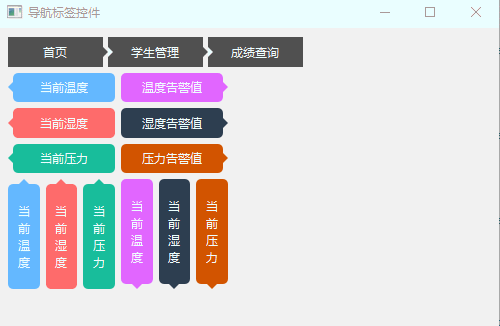 导航标签控件
首页 学生管理 成绩查询
当前温度 温度告警值
当前湿度 湿度告警值
当前压力 压力告警值
当前温度
当前湿度
当前压力
当前温度
当前湿度
当前压力